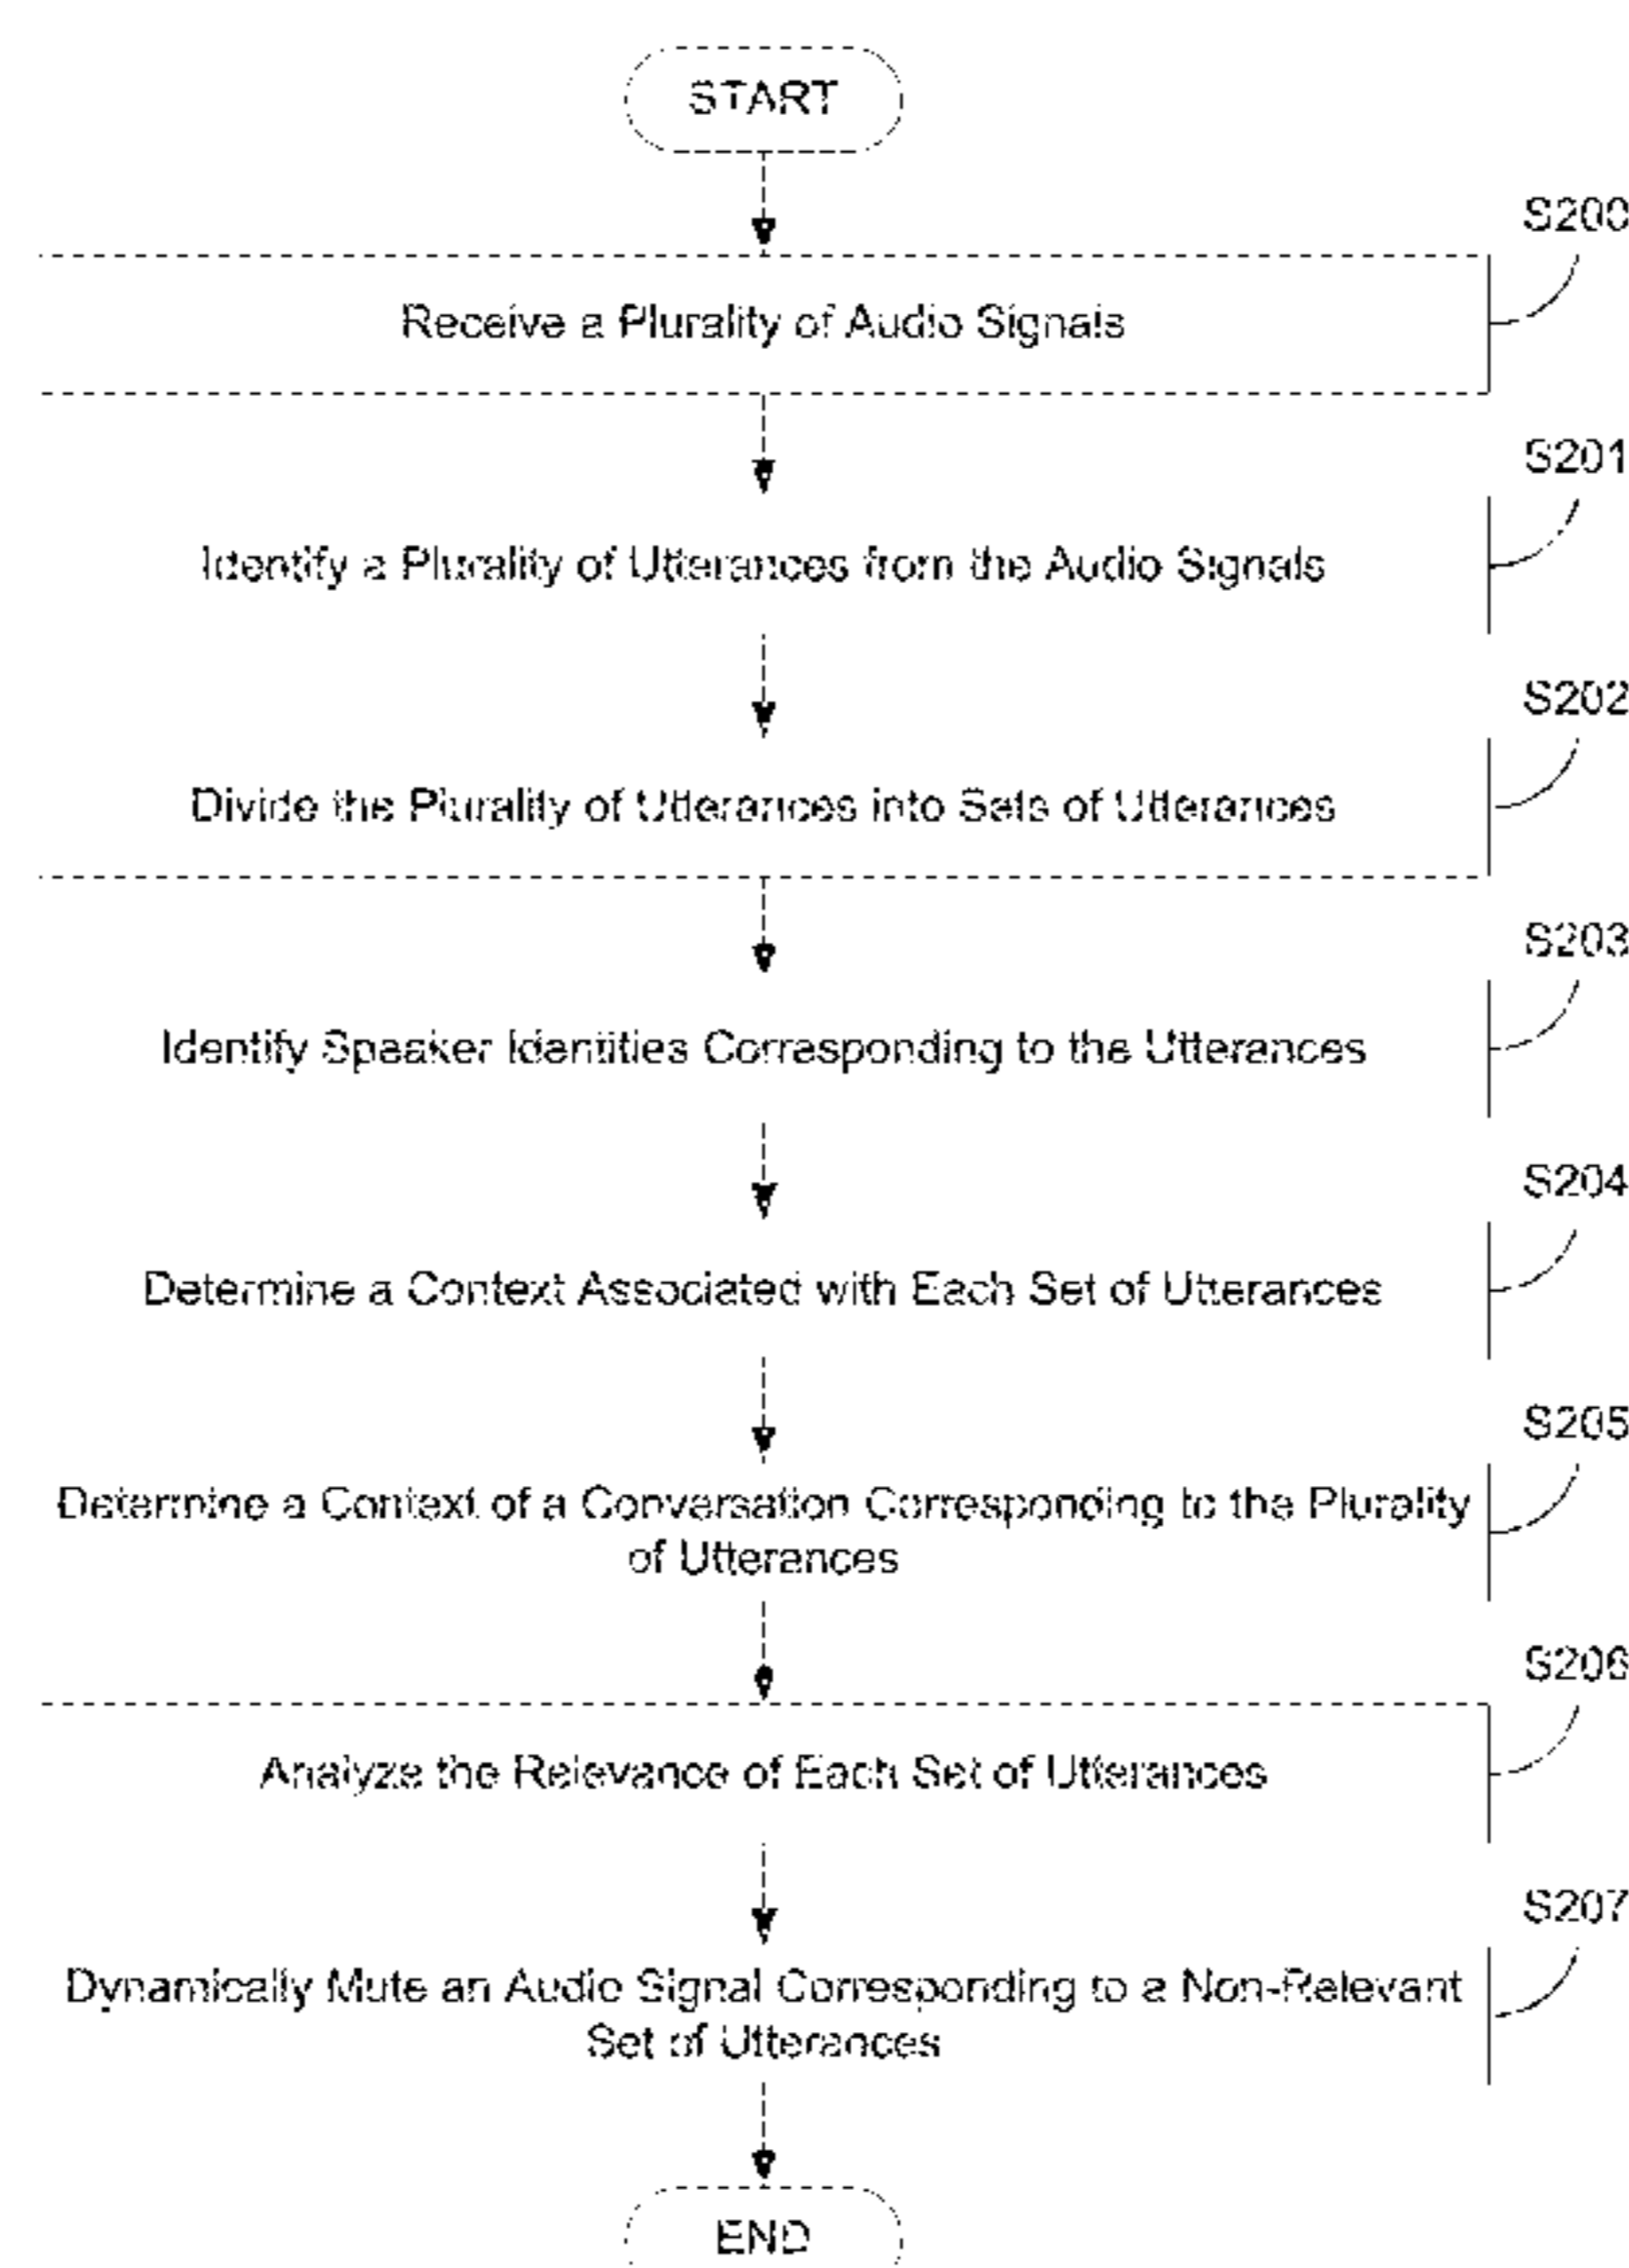 START
S200
Receive a Plurality of Audio Signals
S201
Identify a Plurality of Utterances from the Audio Signals
S202
Divide the Plurality of Utterances into Sets of Utterances
S203
Identify Speaker Identities Corresponding to the Utterances
S204
Determine a Context Associated with Each Set of Utterances
S205
Determine a Context of a Conversation Corresponding to the Plurality
of Utterances
S206
Analyze the Relevance of Each Set of Utterances
S207
Dynamically Mute an Audio Signal Corresponding to a Non-Relevant
Set of Utterances
END